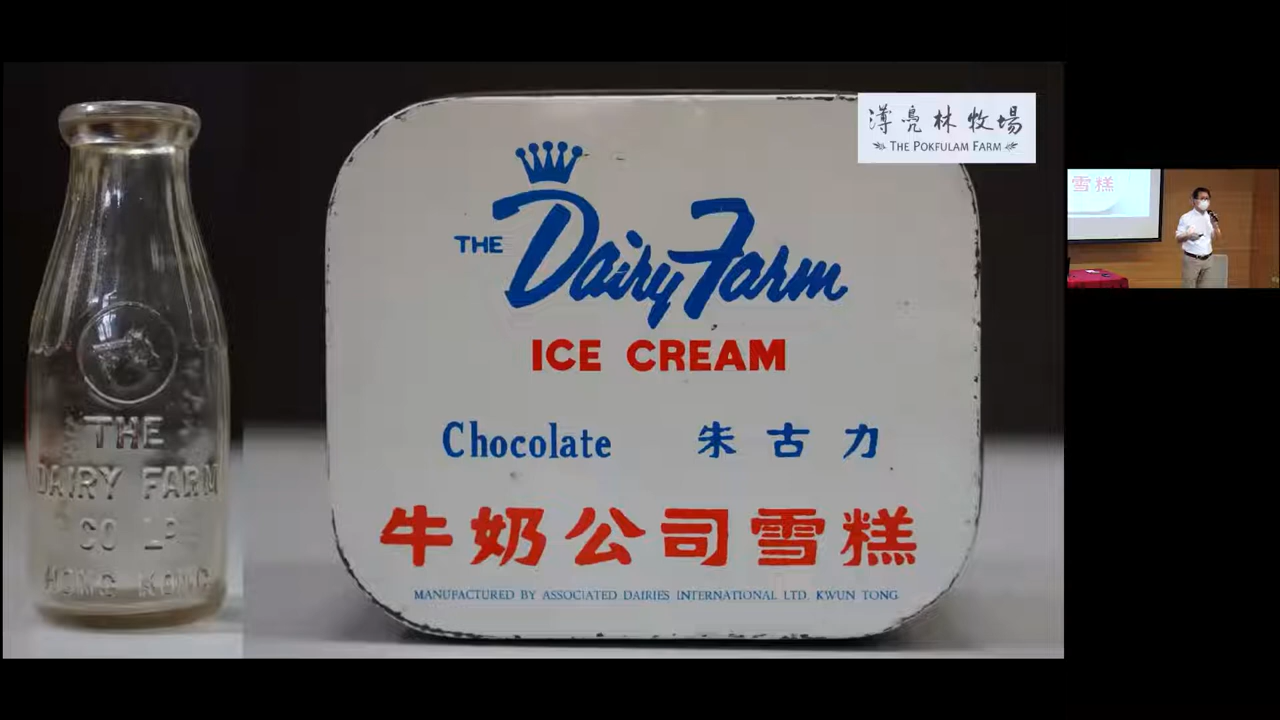 THE
DAIRY FARM
CO LP
HONG KONG
THE Dairy Farm
ICE CREAM
Chocolate 朱古力
牛奶公司雪糕
MANUFACTURED BY ASSOCIATED DAIRIES INTERNATIONAL LTD. KWUN TONG
薄鳧林牧場
THE POKFULAM FARM
雪糕